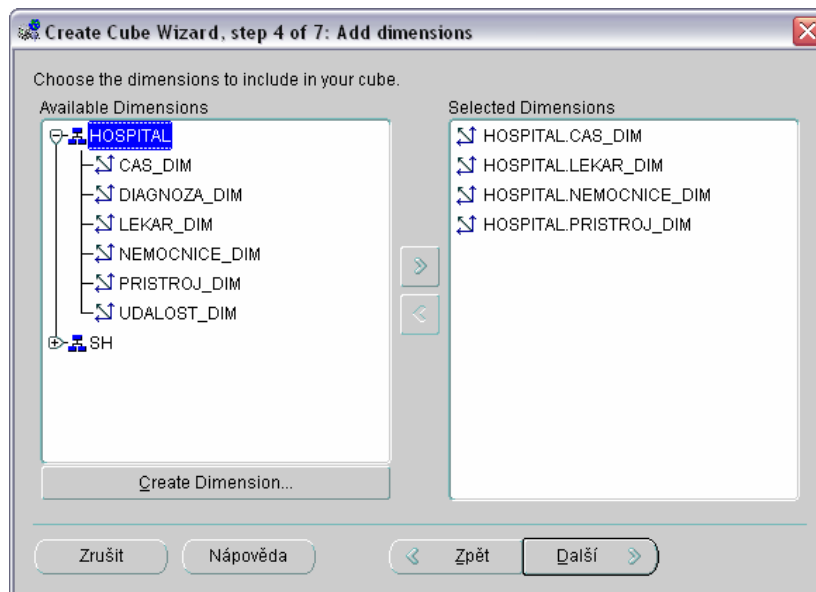 Create Cube Wizard, step 4 of 7: Add dimensions
Choose the dimensions to include in your cube.
Available Dimensions
HOSPITAL
CAS_DIM
DIAGNOZA_DIM
LEKAR_DIM
NEMOCNICE_DIM
PRISTROJ_DIM
UDALOST_DIM
SH
Create Dimension...
Selected Dimensions
HOSPITAL.CAS_DIM
HOSPITAL.LEKAR_DIM
HOSPITAL.NEMOCNICE_DIM
HOSPITAL.PRISTROJ_DIM
Zrušit
Nápověda
Zpět
Další